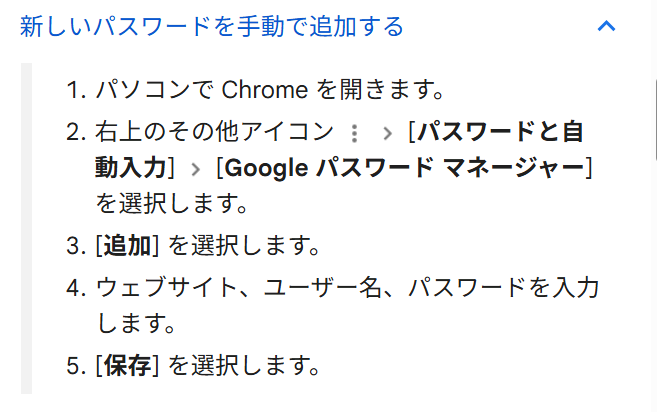 新しいパスワードを手動で追加する
1. パソコンで Chrome を開きます。
2. 右上のその他アイコン ⋮ > [パスワードと自
動入力] > [Google パスワード マネージャー]
を選択します。
3. [追加] を選択します。
4. ウェブサイト、ユーザー名、パスワードを入力
します。
5. [保存] を選択します。